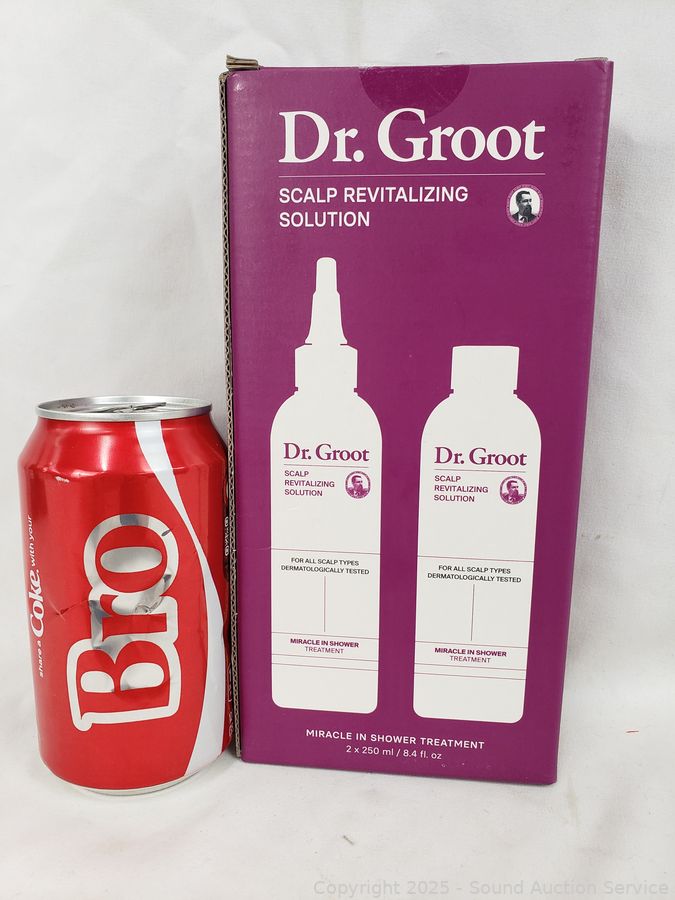 Dr. Groot
SCALP REVITALIZING
SOLUTION
Dr. Groot
SCALP
REVITALIZING
SOLUTION
FOR ALL SCALP TYPES
DERMATOLOGICALLY TESTED
MIRACLE IN SHOWER
TREATMENT
Dr. Groot
SCALP
REVITALIZING
SOLUTION
FOR ALL SCALP TYPES
DERMATOLOGICALLY TESTED
MIRACLE IN SHOWER
TREATMENT
MIRACLE IN SHOWER TREATMENT
2 x 250 ml / 8.4 fl. oz
share a Coke with your
Bro
Copyright 2025 - Sound Auction Service